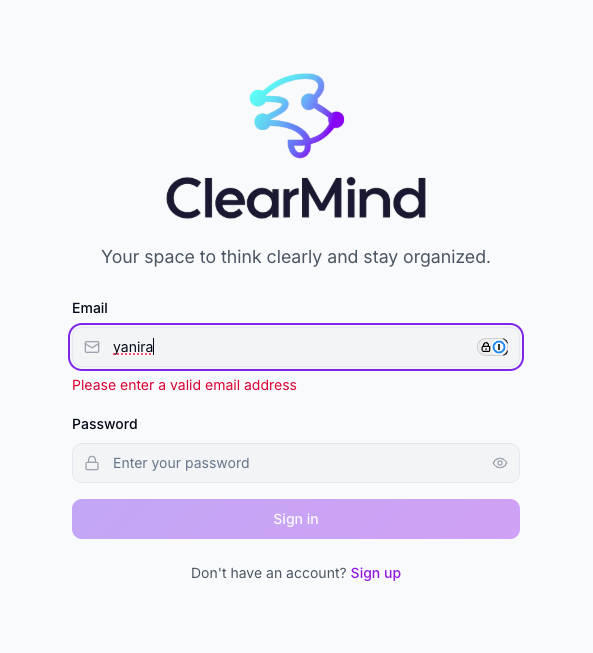 ClearMind
Your space to think clearly and stay organized.
Email
yanira
Please enter a valid email address
Password
Enter your password
Sign in
Don't have an account? Sign up